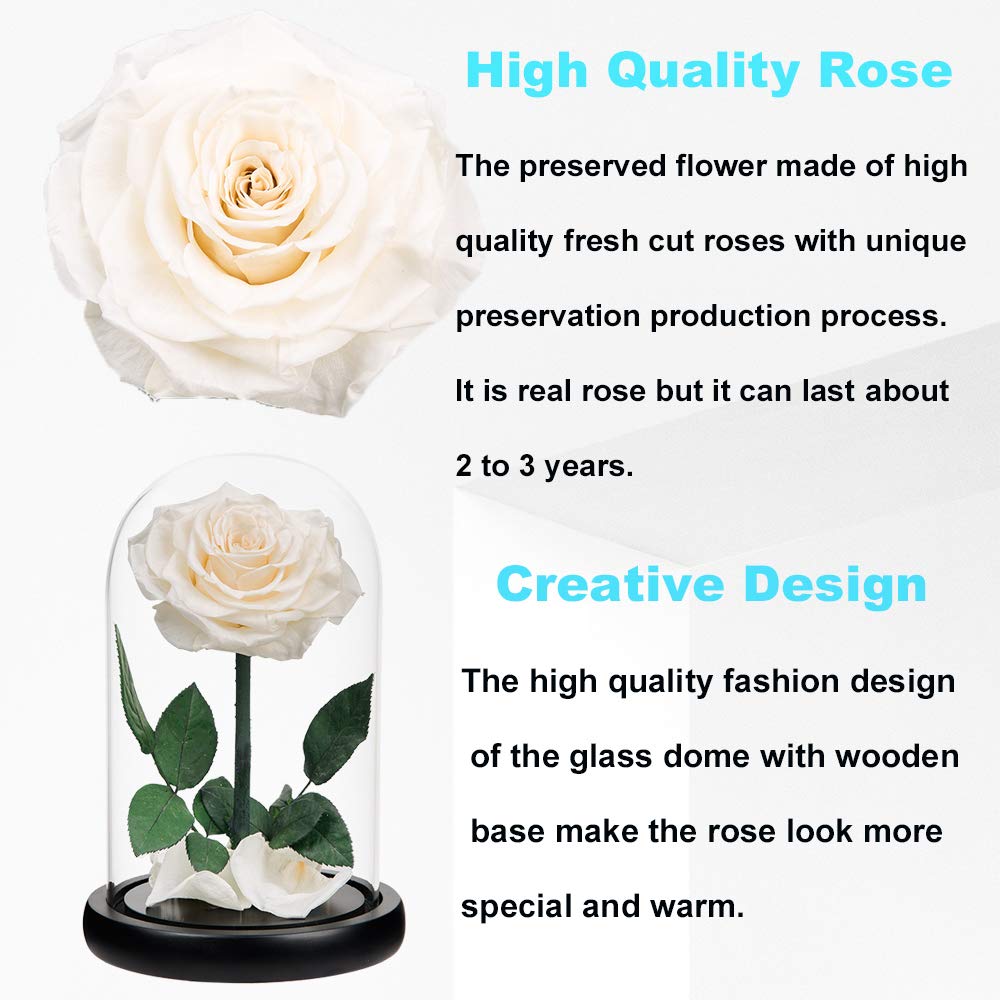 High Quality Rose
The preserved flower made of high
quality fresh cut roses with unique
preservation production process.
It is real rose but it can last about
2 to 3 years.
Creative Design
The high quality fashion design
of the glass dome with wooden
base make the rose look more
special and warm.